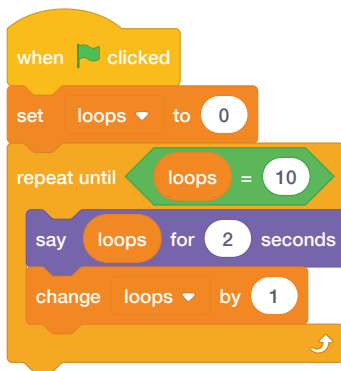 when clicked
set loops to 0
repeat until loops = 10
say loops for 2 seconds
change loops by 1